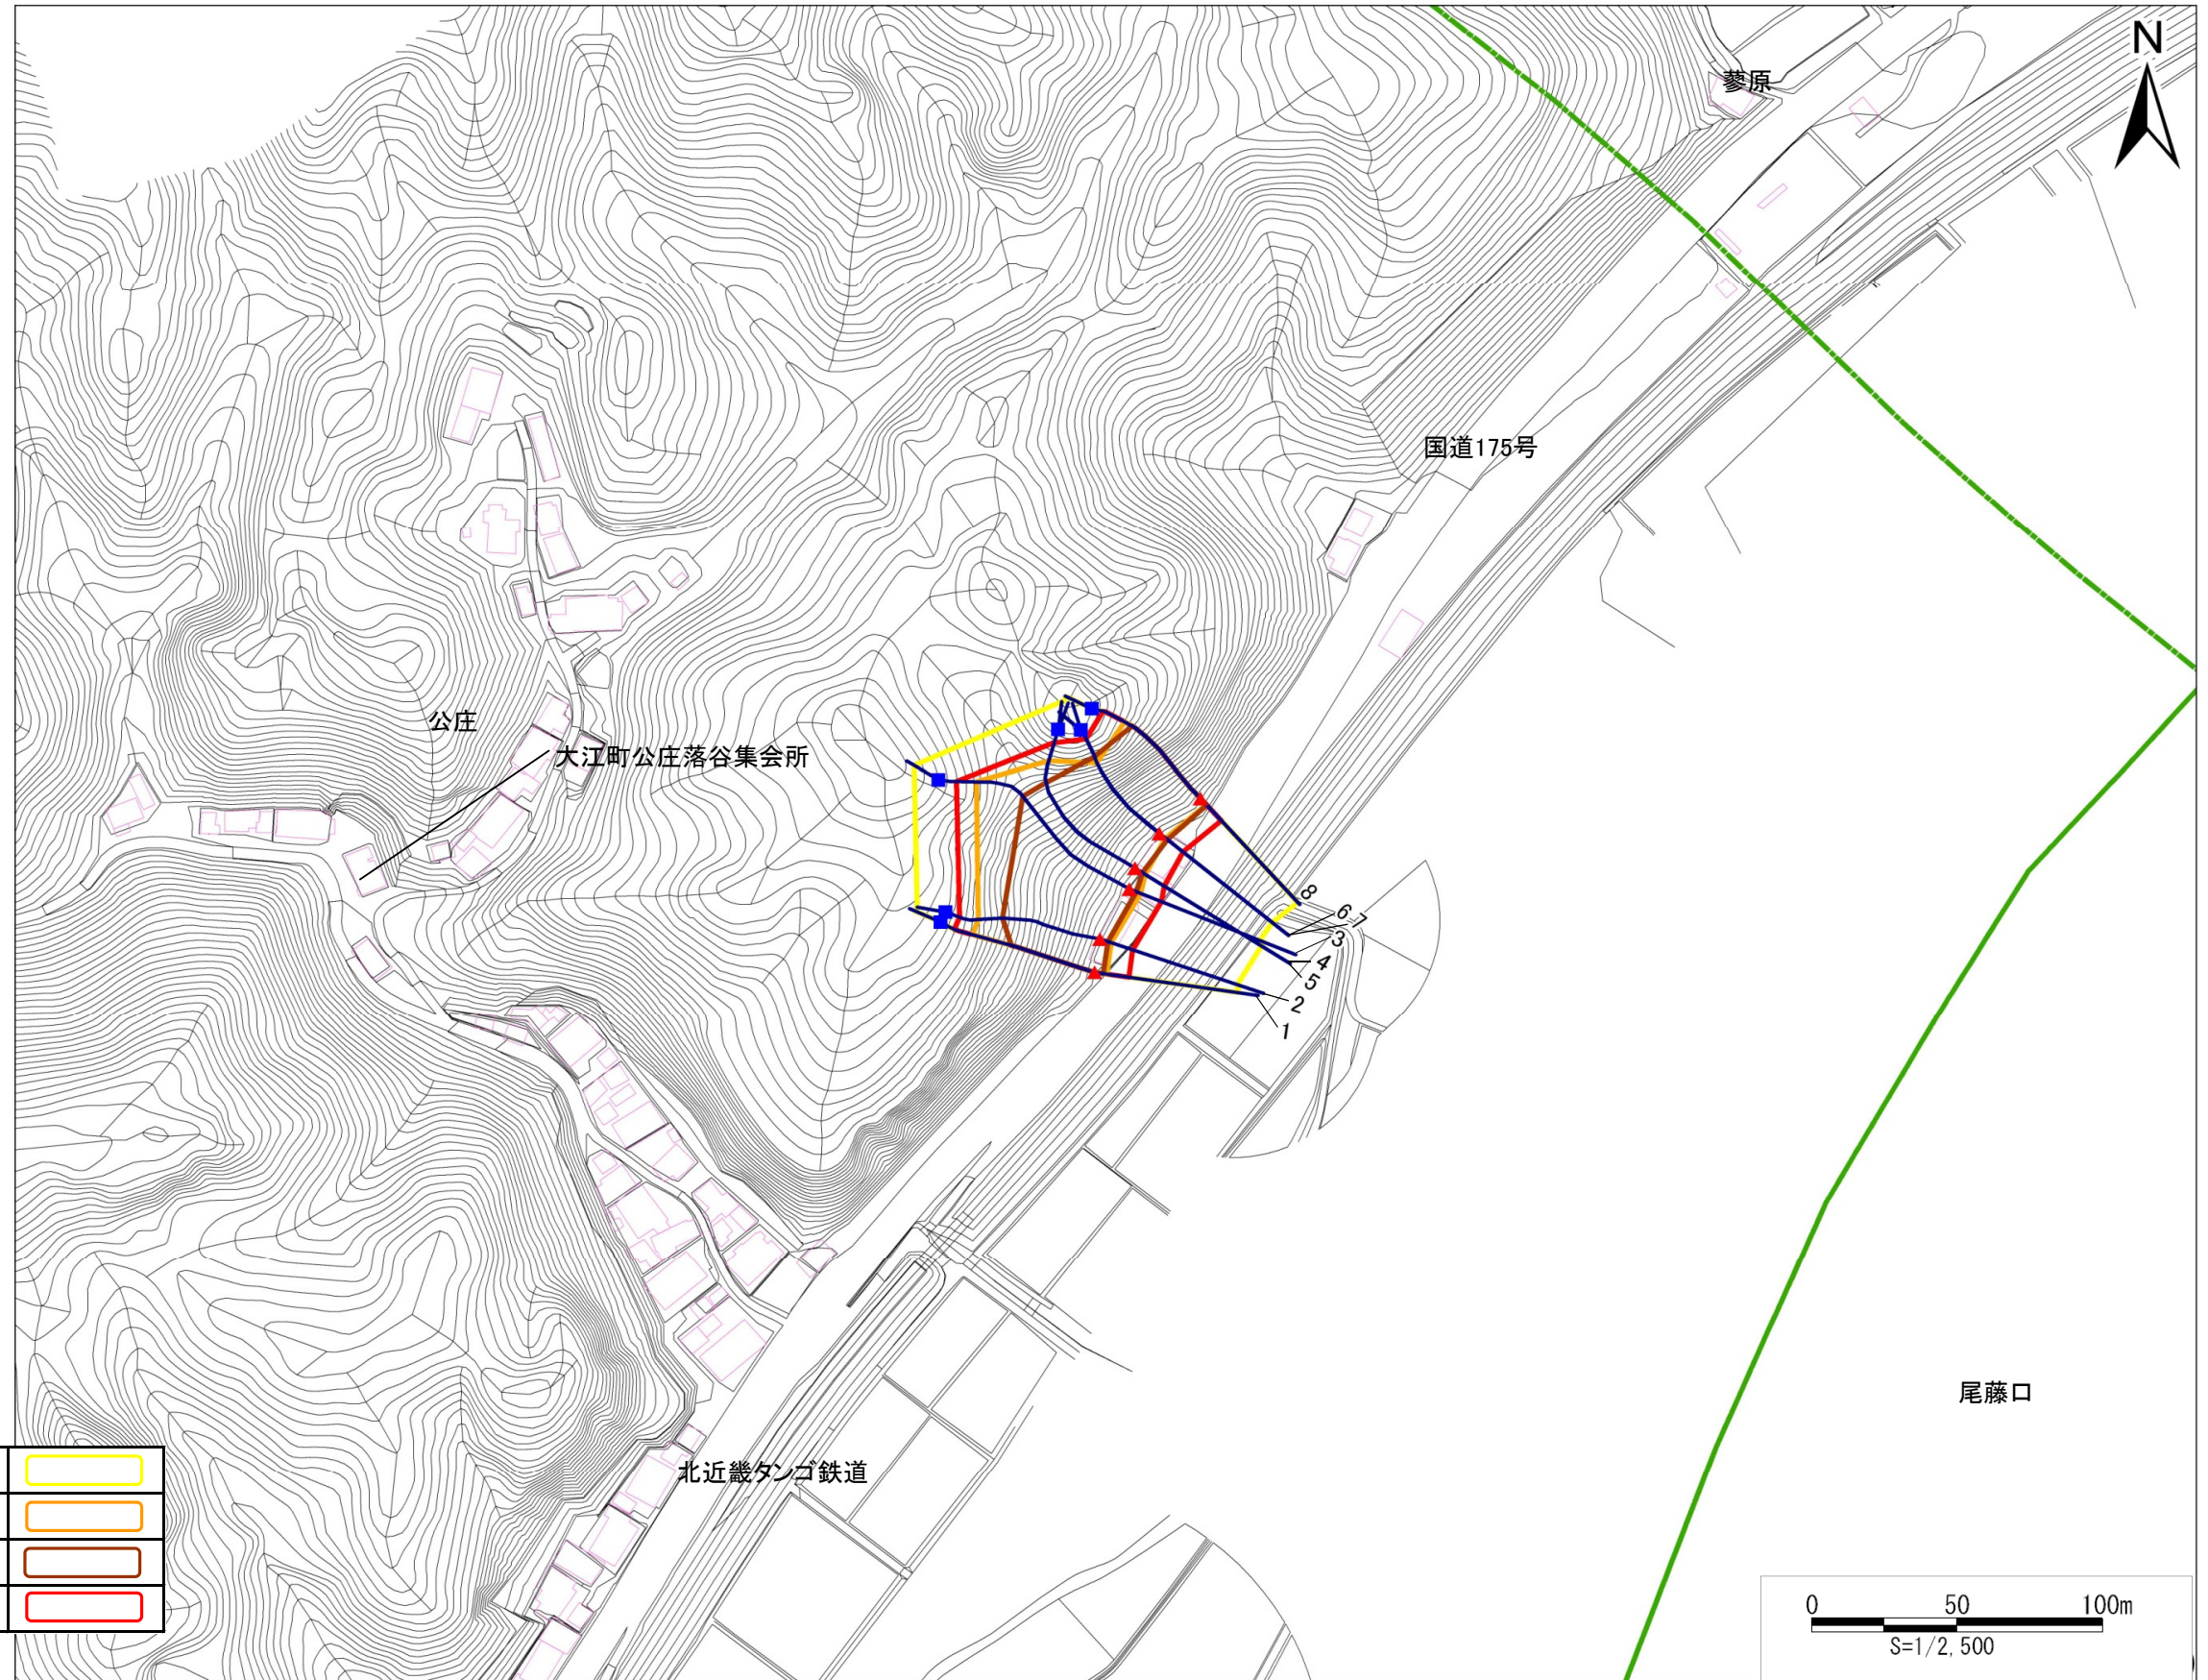 N
蓼原
国道175号
公庄
大江町公庄落谷集会所
8
6
7
3
4
5
2
1
尾藤口
北近畿タンゴ鉄道
0 50 100m
S=1/2,500